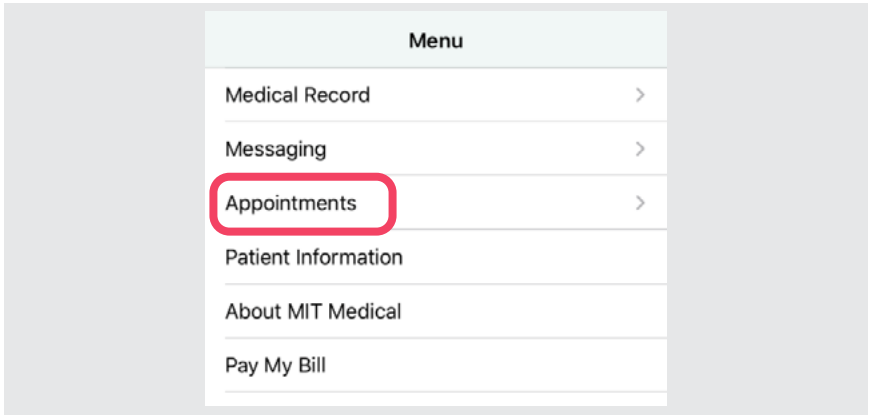 Menu
Medical Record
Messaging
Appointments
Patient Information
About MIT Medical
Pay My Bill